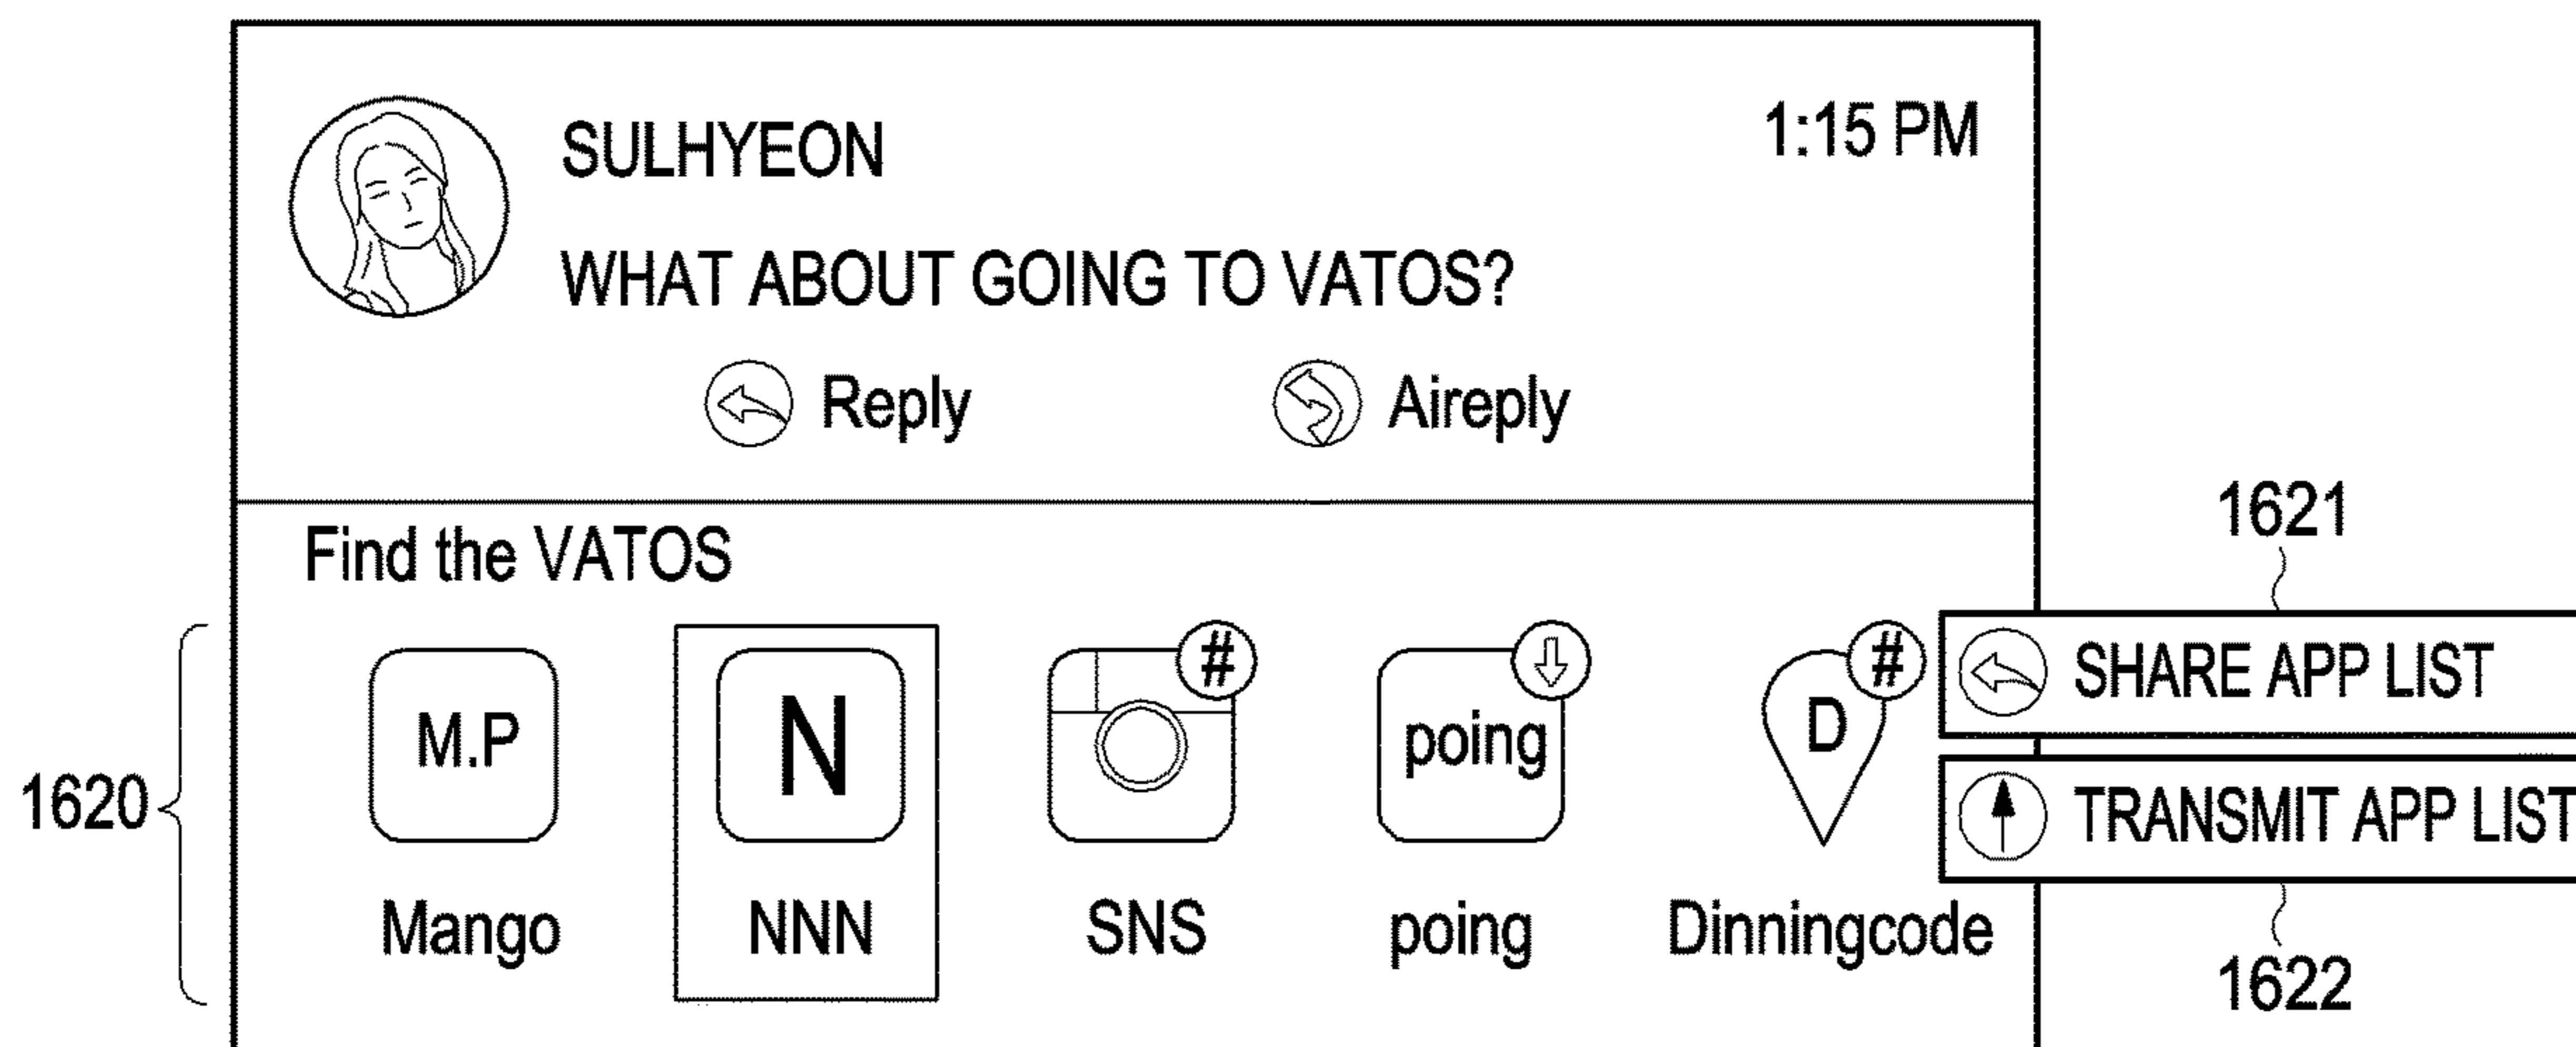 SULHYEON
1:15 PM
WHAT ABOUT GOING TO VATOS?
Reply
Aireply
Find the VATOS
1621
SHARE APP LIST
TRANSMIT APP LIST
1622
1620
M.P
N
#
poing
D
#
Mango
NNN
SNS
poing
Dinningcode